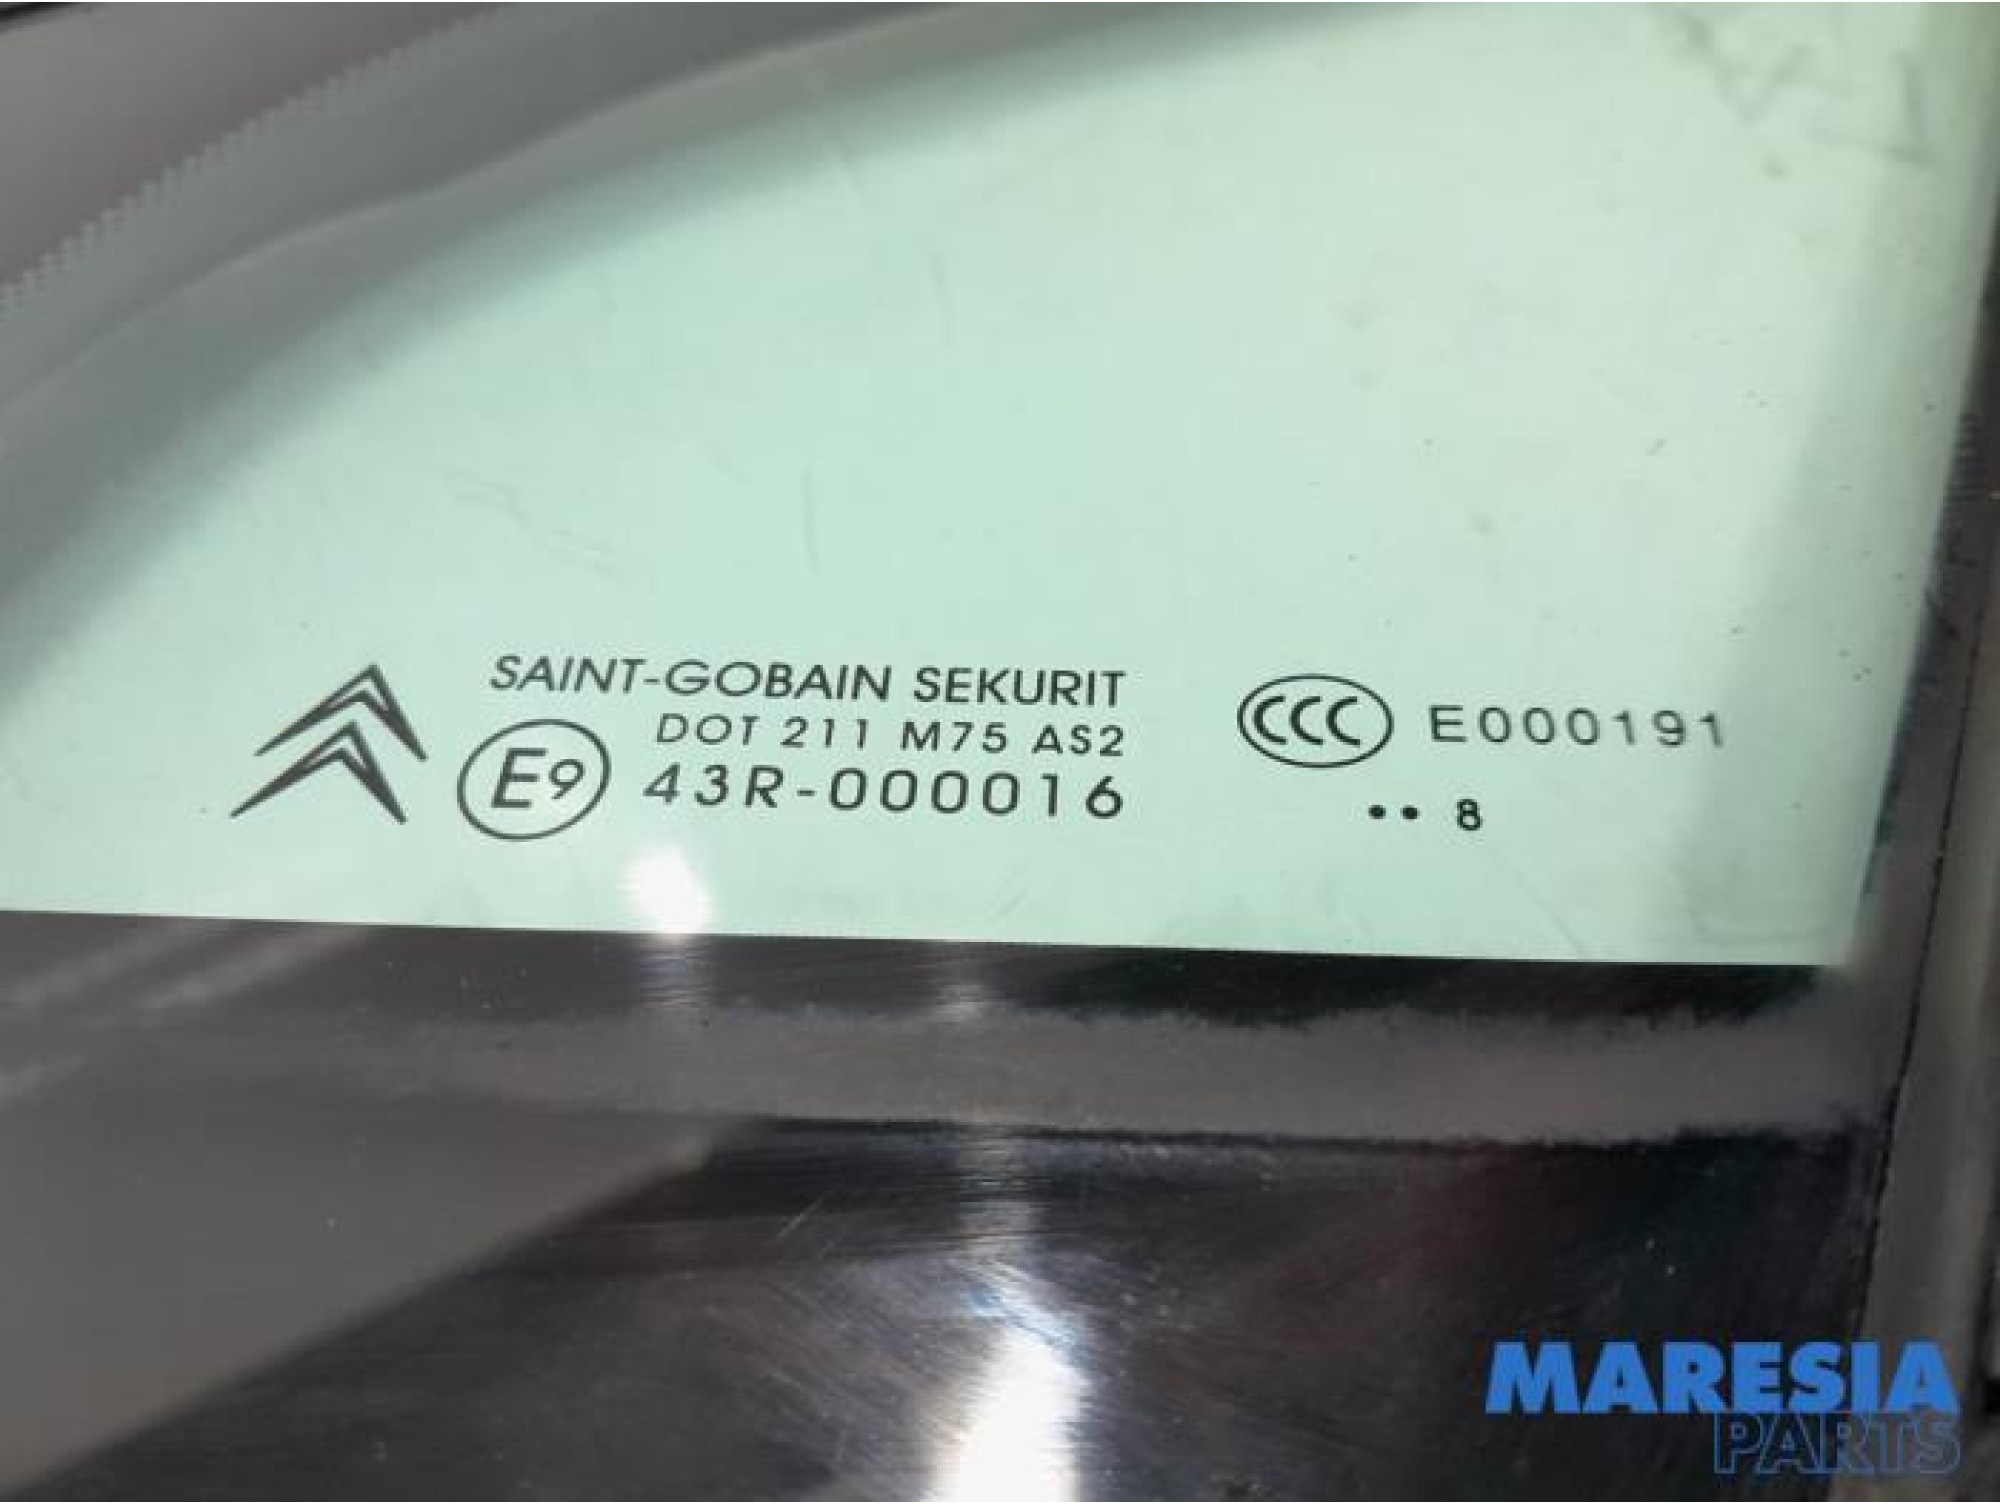 SAINT-GOBAIN SEKURIT
DOT 211 M75 AS2
E9 43R-000016
CCC E000191
•• 8
MARESIA
PARTS